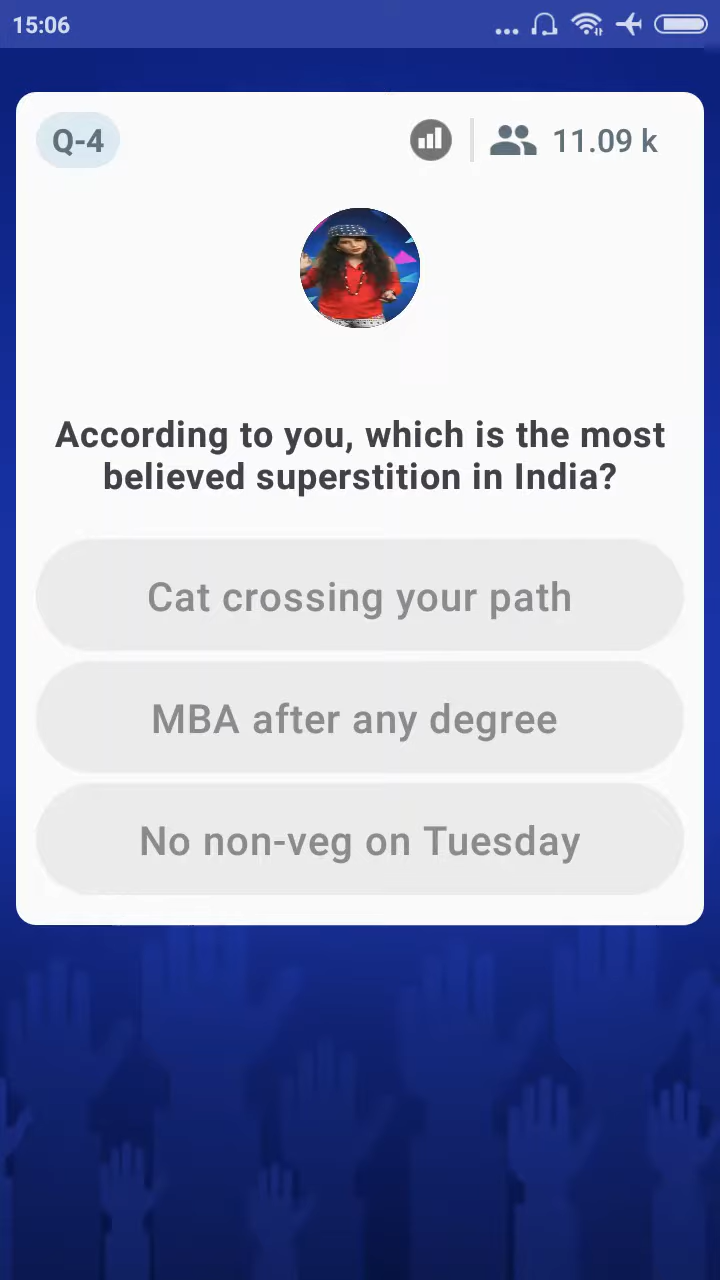 15:06
Q-4
11.09 k
According to you, which is the most
believed superstition in India?
Cat crossing your path
MBA after any degree
No non-veg on Tuesday